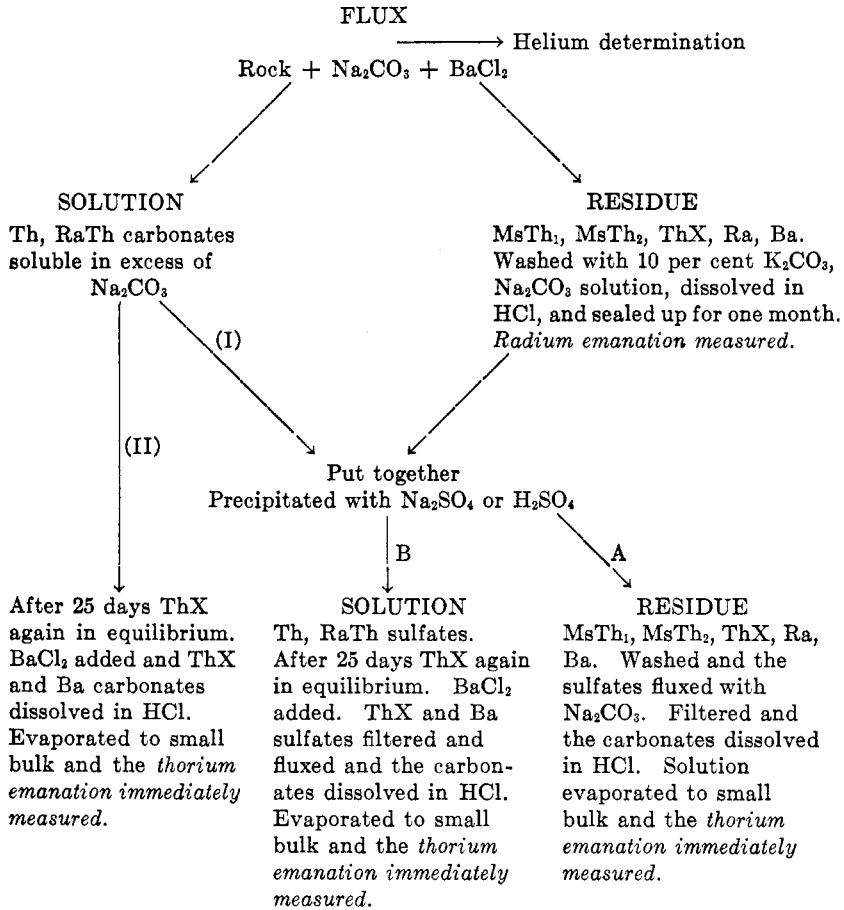 FLUX
Helium determination
Rock + Na₂CO₃ + BaCl₂
SOLUTION
Th, RaTh carbonates
soluble in excess of
Na₂CO₃
RESIDUE
MsTh₁, MsTh₂, ThX, Ra, Ba.
Washed with 10 per cent K₂CO₃,
Na₂CO₃ solution, dissolved in
HCl, and sealed up for one month.
Radium emanation measured.
(I)
(II)
Put together
Precipitated with Na₂SO₄ or H₂SO₄
B
A
After 25 days ThX
again in equilibrium.
BaCl₂ added and ThX
and Ba carbonates
dissolved in HCl.
Evaporated to small
bulk and the thorium
emanation immediately
measured.
SOLUTION
Th, RaTh sulfates.
After 25 days ThX again
in equilibrium. BaCl₂
added. ThX and Ba
sulfates filtered and
fluxed and the carbon-
ates dissolved in HCl.
Evaporated to small
bulk and the thorium
emanation immediately
measured.
RESIDUE
MsTh₁, MsTh₂, ThX, Ra,
Ba. Washed and the
sulfates fluxed with
Na₂CO₃. Filtered and
the carbonates dissolved
in HCl. Solution
evaporated to small
bulk and the thorium
emanation immediately
measured.